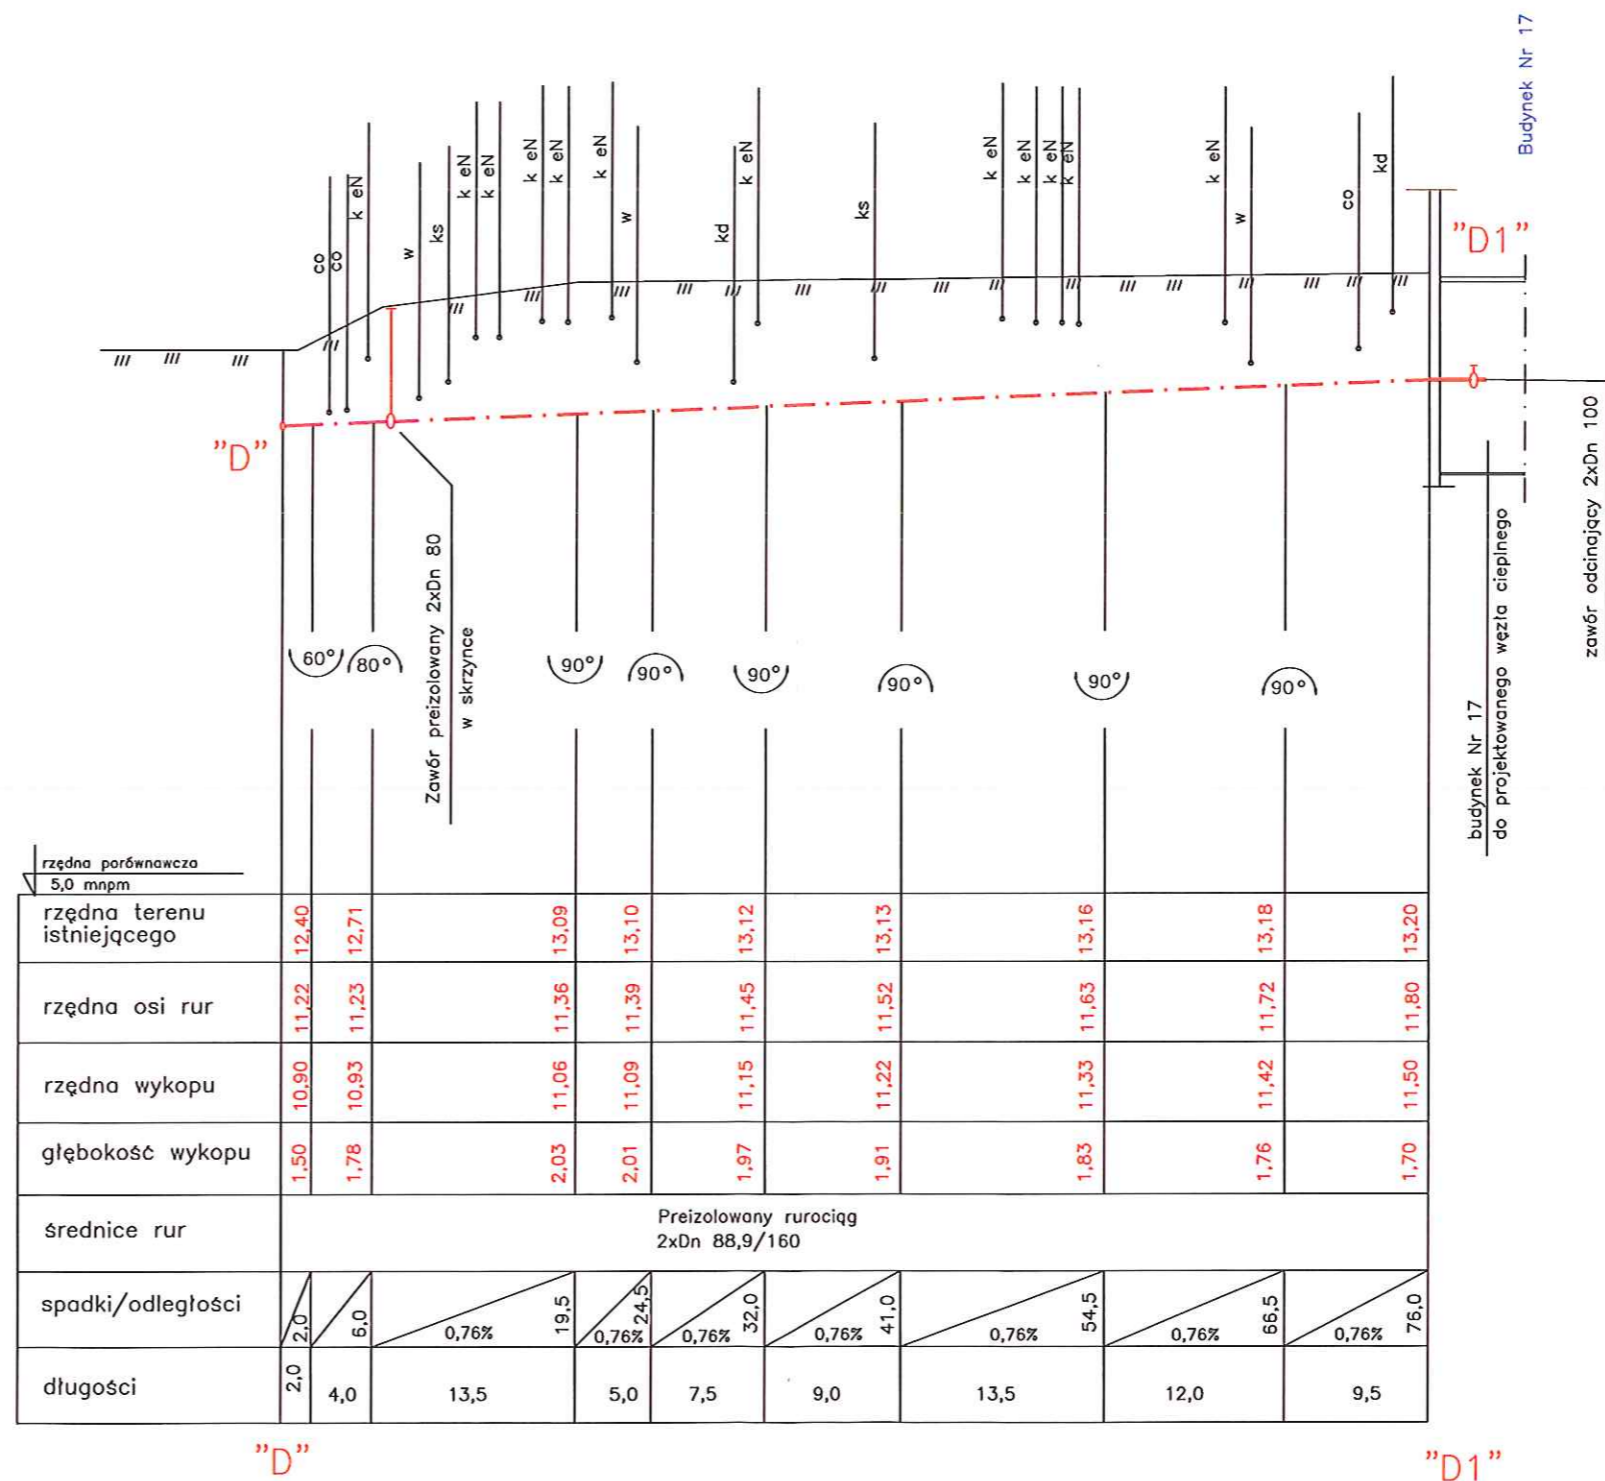 Budynek Nr 17
co
co
k eN
w
ks
k eN
k eN
k eN
k eN
k eN
w
kd
k eN
ks
k eN
k eN
k eN
k eN
k eN
w
co
kd
"D1"
"D"
Zawór preizolowany 2xDn 80
w skrzynce
budynek Nr 17
do projektowanego węzła cieplnego
zawór odcinający 2xDn 100
60°
80°
90°
90°
90°
90°
90°
90°
rzędna porównawcza
5,0 mnpm
rzędna terenu
istniejącego
12,40 12,71 13,09 13,10 13,12 13,13 13,16 13,18 13,20
rzędna osi rur 11,22 11,23 11,36 11,39 11,45 11,52 11,63 11,72 11,80
rzędna wykopu 10,90 10,93 11,06 11,09 11,15 11,22 11,33 11,42 11,50
głębokość wykopu 1,50 1,78 2,03 2,01 1,97 1,91 1,83 1,76 1,70
średnice rur
Preizolowany rurociąg
2xDn 88,9/160
spadki/odległości 2,0 6,0 0,76% 19,5 0,76% 24,5 0,76% 32,0 0,76% 41,0 0,76% 54,5 0,76% 66,5 0,76% 76,0
długości 2,0 4,0 13,5 5,0 7,5 9,0 13,5 12,0 9,5
"D" "D1"